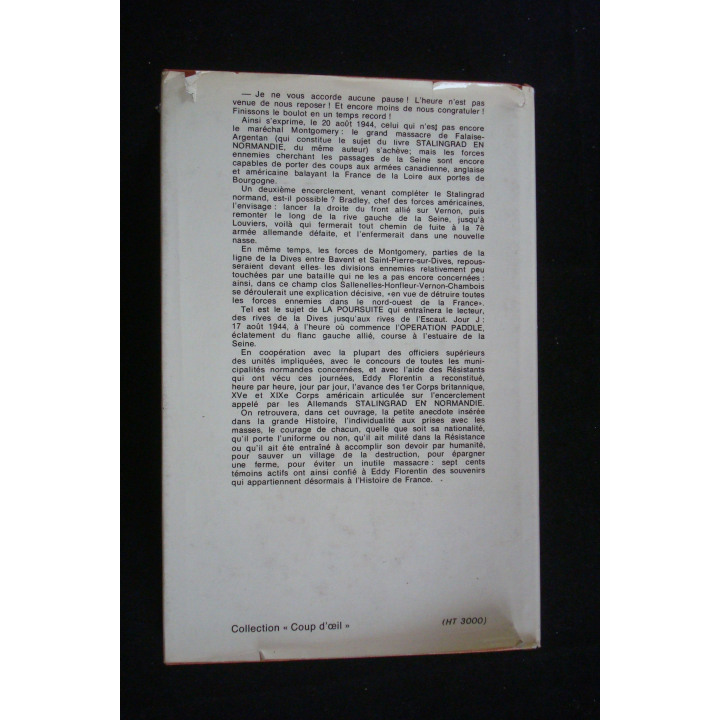 — Je ne vous accorde aucune pause ! L'heure n'est pas
venue de nous reposer ! Et encore moins de nous congratuler !
Finissons le boulot en un temps record !
Ainsi s'exprime, le 20 août 1944, celui qui n'esţ pas encore
le maréchal Montgomery : le grand massacre de Falaise-
Argentan (qui constitue le sujet du livre STALINGRAD EN
NORMANDIE, du même auteur) s'achève; mais les forces
ennemies cherchant les passages de la Seine sont encore
capables de porter des coups aux armées canadienne, anglaise
et américaine balayant la France de la Loire aux portes de
Bourgogne.
Un deuxième encerclement, venant compléter le Stalingrad
normand, est-il possible ? Bradley, chef des forces américaines,
l'envisage : lancer la droite du front allié sur Vernon, puis
remonter le long de la rive gauche de la Seine, jusqu'à
Louviers, voilà qui fermerait tout chemin de fuite à la 7è
armée allemande défaite, et l'enfermerait dans une nouvelle
nasse.
En même temps, les forces de Montgomery, parties de la
ligne de la Dives entre Bavent et Saint-Pierre-sur-Dives, repous-
seraient devant elles les divisions ennemies relativement peu
touchées par une bataille qui ne les a pas encore concernées :
ainsi, dans ce champ clos Sallenelles-Honfleur-Vernon-Chambois
se déroulerait une explication décisive, «en vue de détruire toutes
les forces ennemies dans le nord-ouest de la France».
Tel est le sujet de LA POURSUITE qui entraînera le lecteur,
des rives de la Dives jusqu'aux rives de l'Escaut. Jour J :
17 août 1944, à l'heure où commence l'OPERATION PADDLE,
éclatement du flanc gauche allié, course à l'estuaire de la
Seine.
En coopération avec la plupart des officiers supérieurs
des unités impliquées, avec le concours de toutes les muni-
cipalités normandes concernées, et avec l'aide des Résistants
qui ont vécu ces journées, Eddy Florentin a reconstitué,
heure par heure, jour par jour, l'avance des 1er Corps britannique,
XVe et XIXe Corps américain articulée sur l'encerclement
appelé par les Allemands STALINGRAD EN NORMANDIE.
On retrouvera, dans cet ouvrage, la petite anecdote insérée
dans la grande Histoire, l'individualité aux prises avec les
masses, le courage de chacun, quelle que soit sa nationalité,
qu'il porte l'uniforme ou non, qu'il ait milité dans la Résistance
ou qu'il ait été entraîné à accomplir son devoir par humanité,
pour sauver un village de la destruction, pour épargner
une ferme, pour éviter un inutile massacre : sept cents
témoins actifs ont ainsi confié à Eddy Florentin des souvenirs
qui appartiennent désormais à l'Histoire de France.
Collection « Coup d'œil »
(HT 3000)